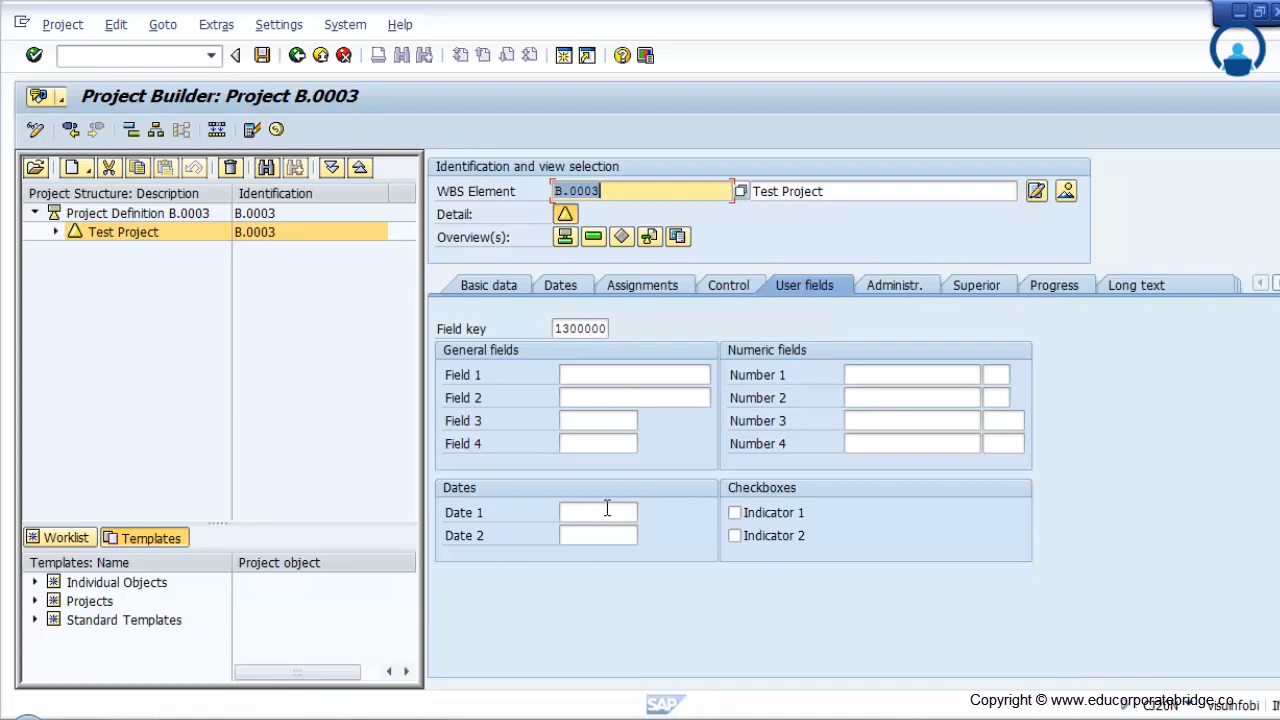 Project Edit Goto Extras Settings System Help
Project Builder: Project B.0003
Project Structure: Description Identification
Project Definition B.0003 B.0003
Test Project B.0003
Identification and view selection
WBS Element B.0003 Test Project
Detail:
Overview(s):
Basic data Dates Assignments Control User fields Administr. Superior Progress Long text
Field key 1300000
General fields Numeric fields
Field 1 Number 1
Field 2 Number 2
Field 3 Number 3
Field 4 Number 4
Dates Checkboxes
Date 1 Indicator 1
Date 2 Indicator 2
Worklist Templates
Templates: Name Project object
Individual Objects
Projects
Standard Templates
SAP
Copyright © www.educorporatebridge.co
CJ20N visuinfobi